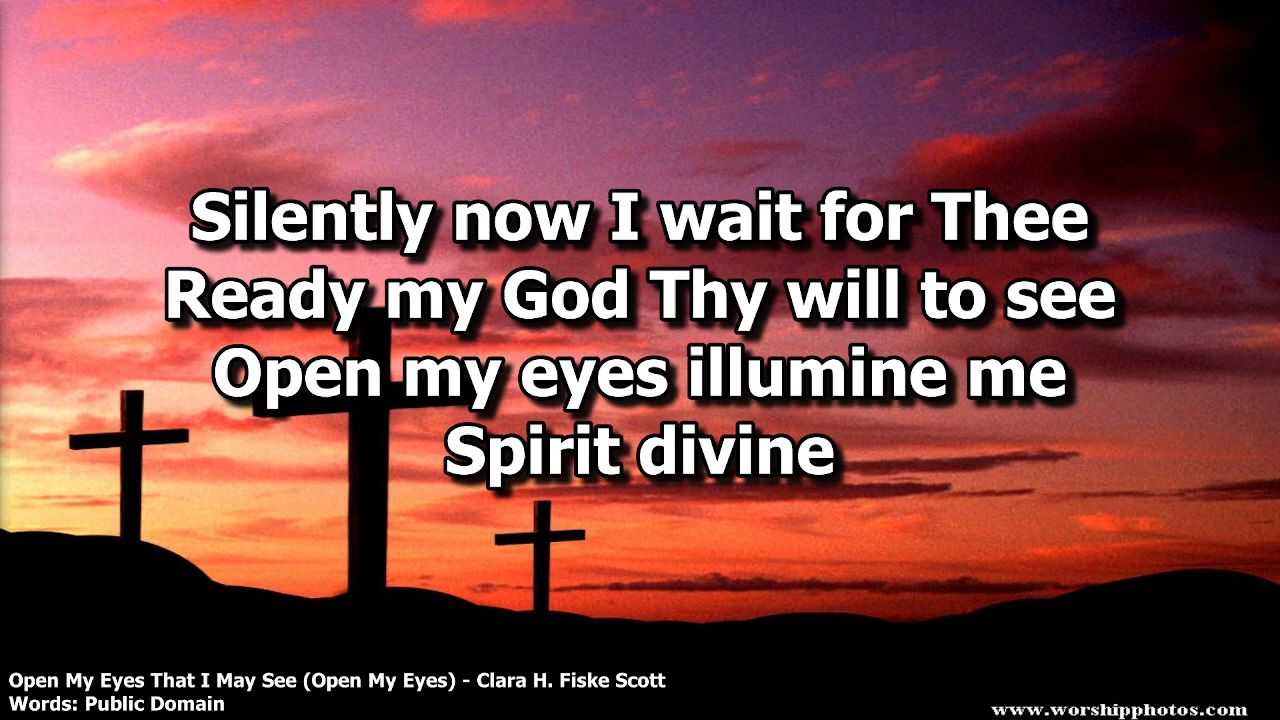 Silently now I wait for Thee
Ready my God Thy will to see
Open my eyes illumine me
Spirit divine
Open My Eyes That I May See (Open My Eyes) - Clara H. Fiske Scott
Words: Public Domain
www.worshipphotos.com